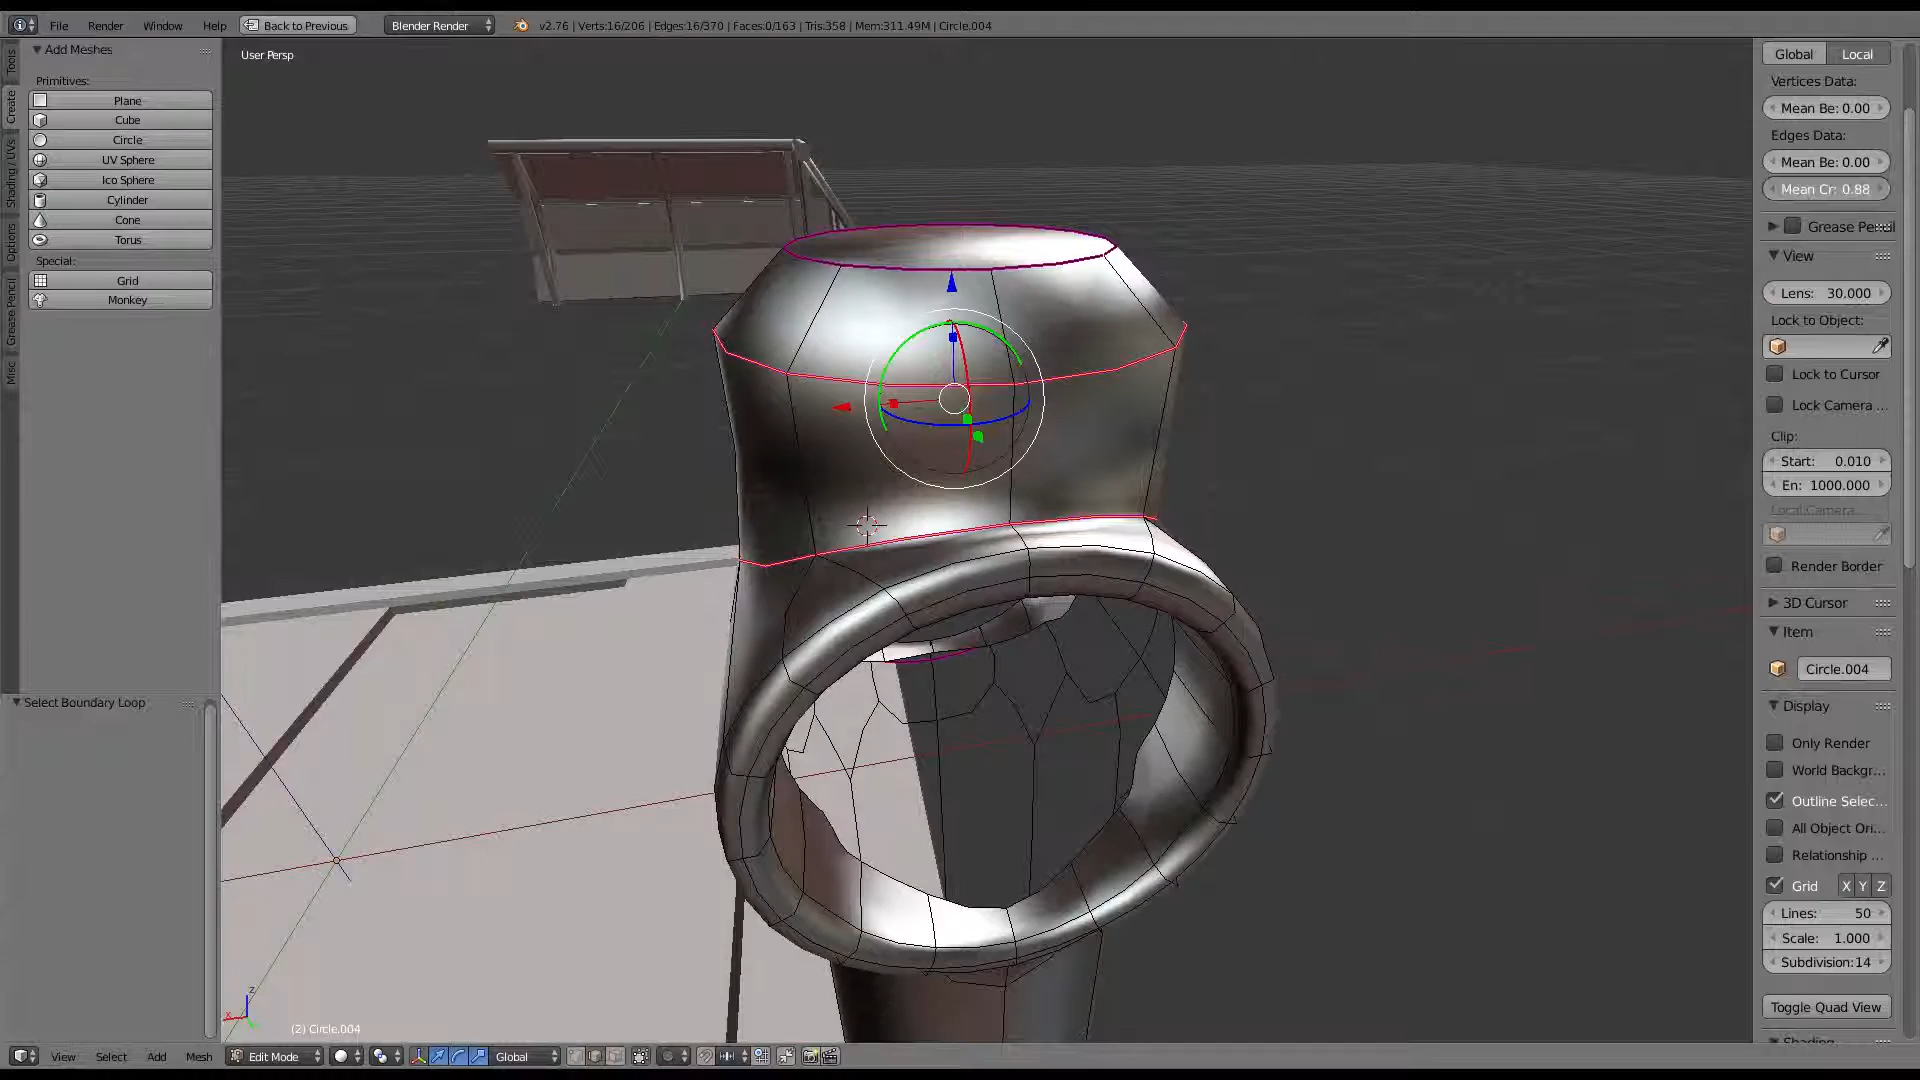 File Render Window Help Back to Previous Blender Render v2.76 | Verts:16/206 | Edges:16/370 | Faces:0/163 | Tris:358 | Mem:311.49M | Circle.004
Tools
Create
Shading / UVs
Options
Grease Pencil
Misc
Add Meshes
Primitives:
Plane
Cube
Circle
UV Sphere
Ico Sphere
Cylinder
Cone
Torus
Special:
Grid
Monkey
Select Boundary Loop
User Persp
z
x
(2) Circle.004
Global Local
Vertices Data:
Mean Be: 0.00
Edges Data:
Mean Be: 0.00
Mean Cr: 0.88
Grease Pencil
View
Lens: 30.000
Lock to Object:
Lock to Cursor
Lock Camera ...
Clip:
Start: 0.010
En: 1000.000
Local Camera...
Render Border
3D Cursor
Item
Circle.004
Display
Only Render
World Backgr...
Outline Selec...
All Object Ori...
Relationship ...
Grid X Y Z
Lines: 50
Scale: 1.000
Subdivision:14
Toggle Quad View
Shading
View Select Add Mesh Edit Mode Global